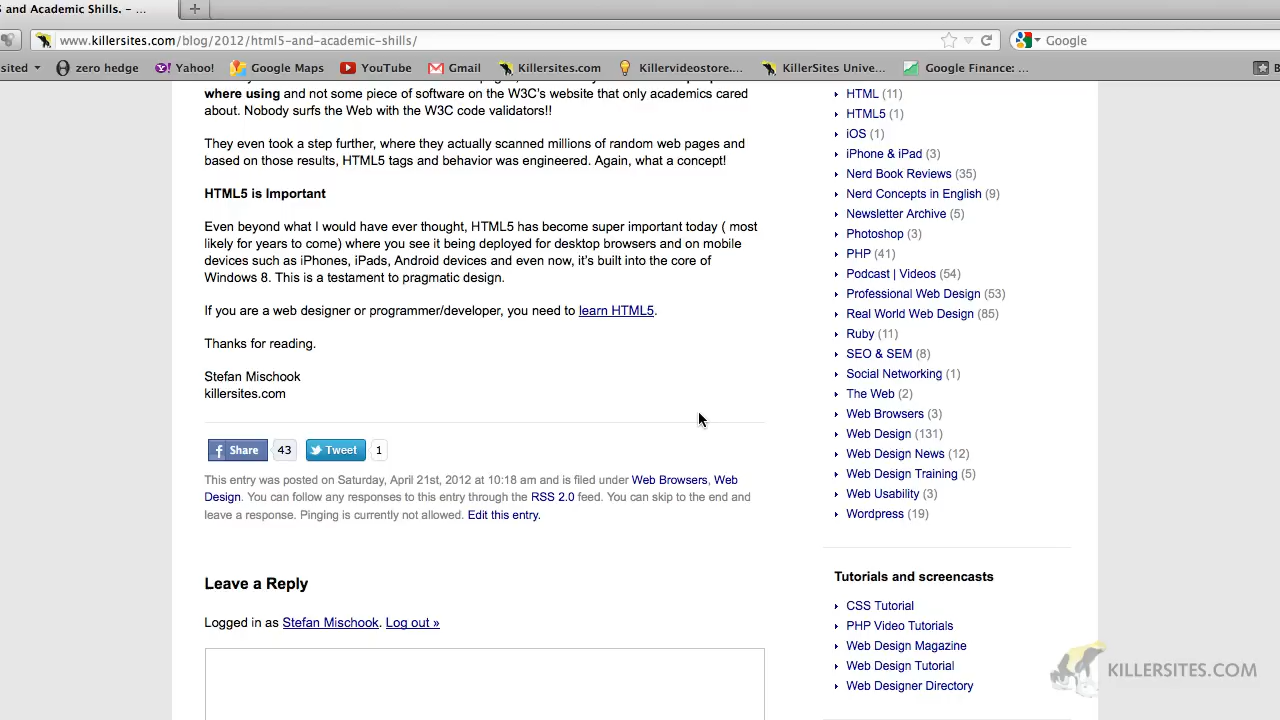 S and Academic Shills. – ...
+
www.killersites.com/blog/2012/html5-and-academic-shills/
Google
sited
zero hedge
Yahoo!
Google Maps
YouTube
Gmail
Killersites.com
Killervideostore....
KillerSites Unive...
Google Finance: ...
where using and not some piece of software on the W3C's website that only academics cared
about. Nobody surfs the Web with the W3C code validators!!
They even took a step further, where they actually scanned millions of random web pages and
based on those results, HTML5 tags and behavior was engineered. Again, what a concept!
HTML5 is Important
Even beyond what I would have ever thought, HTML5 has become super important today ( most
likely for years to come) where you see it being deployed for desktop browsers and on mobile
devices such as iPhones, iPads, Android devices and even now, it's built into the core of
Windows 8. This is a testament to pragmatic design.
If you are a web designer or programmer/developer, you need to learn HTML5.
Thanks for reading.
Stefan Mischook
killersites.com
Share 43 Tweet 1
This entry was posted on Saturday, April 21st, 2012 at 10:18 am and is filed under Web Browsers, Web
Design. You can follow any responses to this entry through the RSS 2.0 feed. You can skip to the end and
leave a response. Pinging is currently not allowed. Edit this entry.
Leave a Reply
Logged in as Stefan Mischook. Log out »
HTML (11)
HTML5 (1)
iOS (1)
iPhone & iPad (3)
Nerd Book Reviews (35)
Nerd Concepts in English (9)
Newsletter Archive (5)
Photoshop (3)
PHP (41)
Podcast | Videos (54)
Professional Web Design (53)
Real World Web Design (85)
Ruby (11)
SEO & SEM (8)
Social Networking (1)
The Web (2)
Web Browsers (3)
Web Design (131)
Web Design News (12)
Web Design Training (5)
Web Usability (3)
Wordpress (19)
Tutorials and screencasts
CSS Tutorial
PHP Video Tutorials
Web Design Magazine
Web Design Tutorial
Web Designer Directory
KILLERSITES.COM